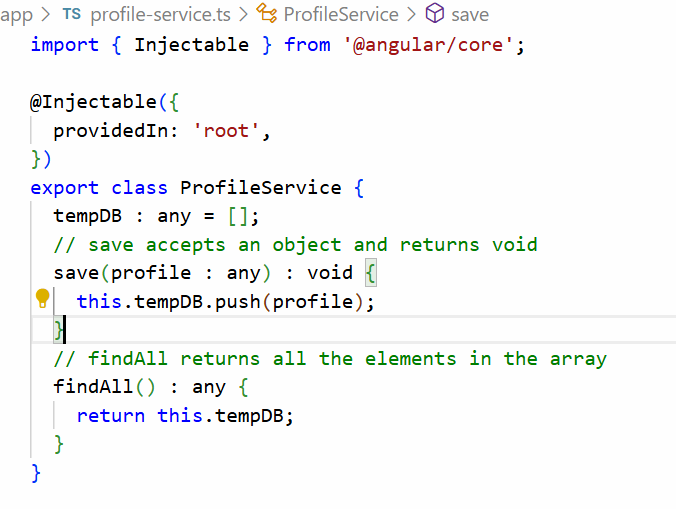 app > TS profile-service.ts > ProfileService > save
import { Injectable } from '@angular/core';
@Injectable({
  providedIn: 'root',
})
export class ProfileService {
  tempDB : any = [];
  // save accepts an object and returns void
  save(profile : any) : void {
    this.tempDB.push(profile);
  }
  // findAll returns all the elements in the array
  findAll() : any {
    return this.tempDB;
  }
}